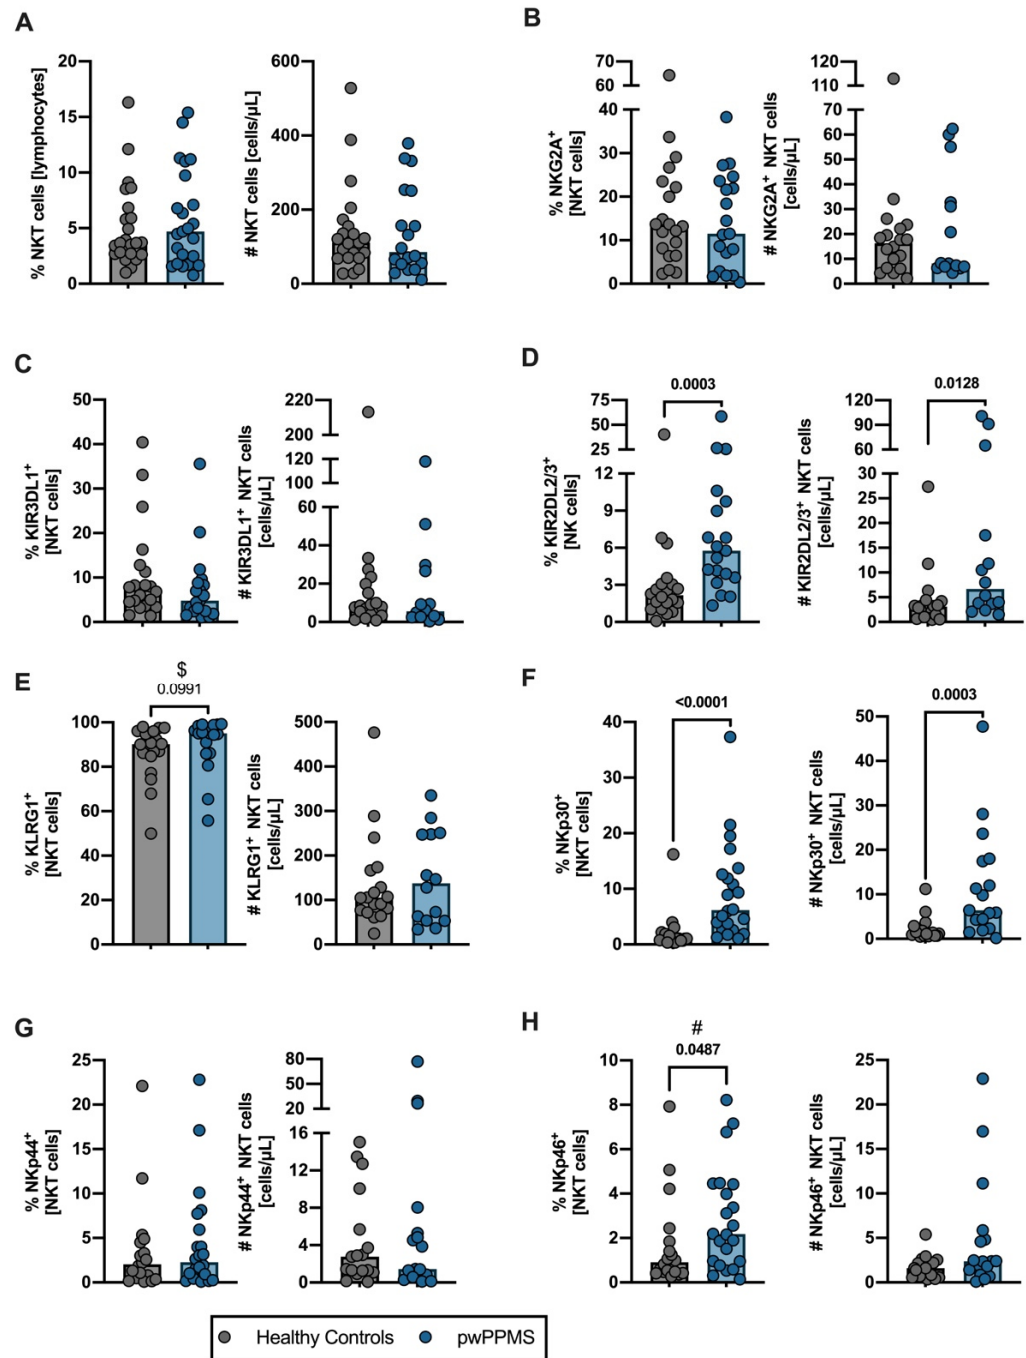 A
% NKT cells [lymphocytes]
20
15
10
5
0
# NKT cells [cells/µL]
600
400
200
0
B
% NKG2A+
[NKT cells]
70
60
40
30
20
10
0
# NKG2A+ NKT cells
[cells/µL]
120
110
70
60
50
40
30
20
10
0
C
% KIR3DL1+
[NKT cells]
50
40
30
20
10
0
# KIR3DL1+ NKT cells
[cells/µL]
220
200
120
100
60
40
20
0
D
% KIR2DL2/3+
[NK cells]
75
50
25
12
6
0
0.0003
# KIR2DL2/3+ NKT cells
[cells/µL]
120
90
60
30
25
20
15
10
5
0
0.0128
E
% KLRG1+
[NKT cells]
100
80
60
40
20
0
$
0.0991
# KLRG1+ NKT cells
[cells/µL]
500
400
300
200
100
0
F
% NKp30+
[NKT cells]
40
30
20
10
0
<0.0001
# NKp30+ NKT cells
[cells/µL]
50
40
30
20
10
0
0.0003
G
% NKp44+
[NKT cells]
25
20
15
10
5
0
# NKp44+ NKT cells
[cells/µL]
80
50
20
16
12
8
4
0
H
% NKp46+
[NKT cells]
10
8
6
4
2
0
#
0.0487
# NKp46+ NKT cells
[cells/µL]
25
20
15
10
5
0
Healthy Controls
pwPPMS